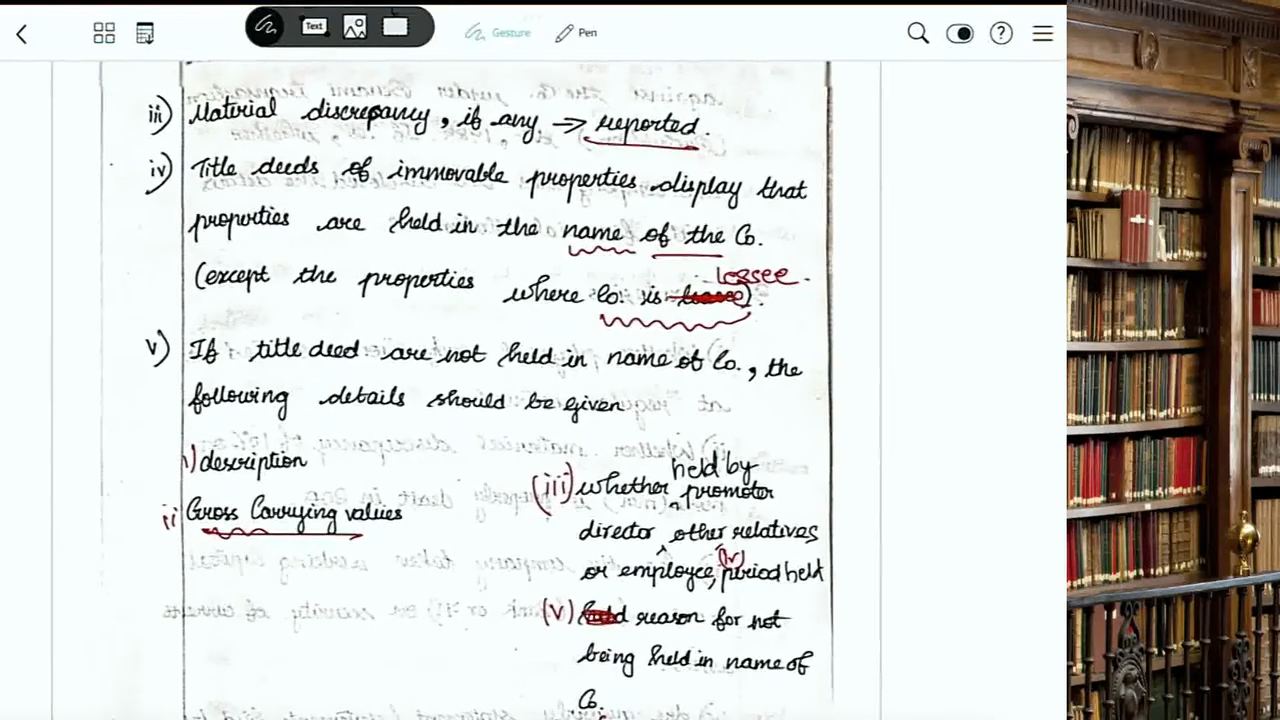 Text
Gesture
Pen
iii) Material discrepancy, if any → reported.
iv) Title deeds of immovable properties display that
properties are held in the name of the Co.
(except the properties where Co. is lessee).
v) If title deed are not held in name of Co., the
following details should be given
i) description
ii Gross Carrying values
(iii) whether held by promoter
director, other relatives
or employee, (iv) period held
(v) reason for not
being held in name of
Co.